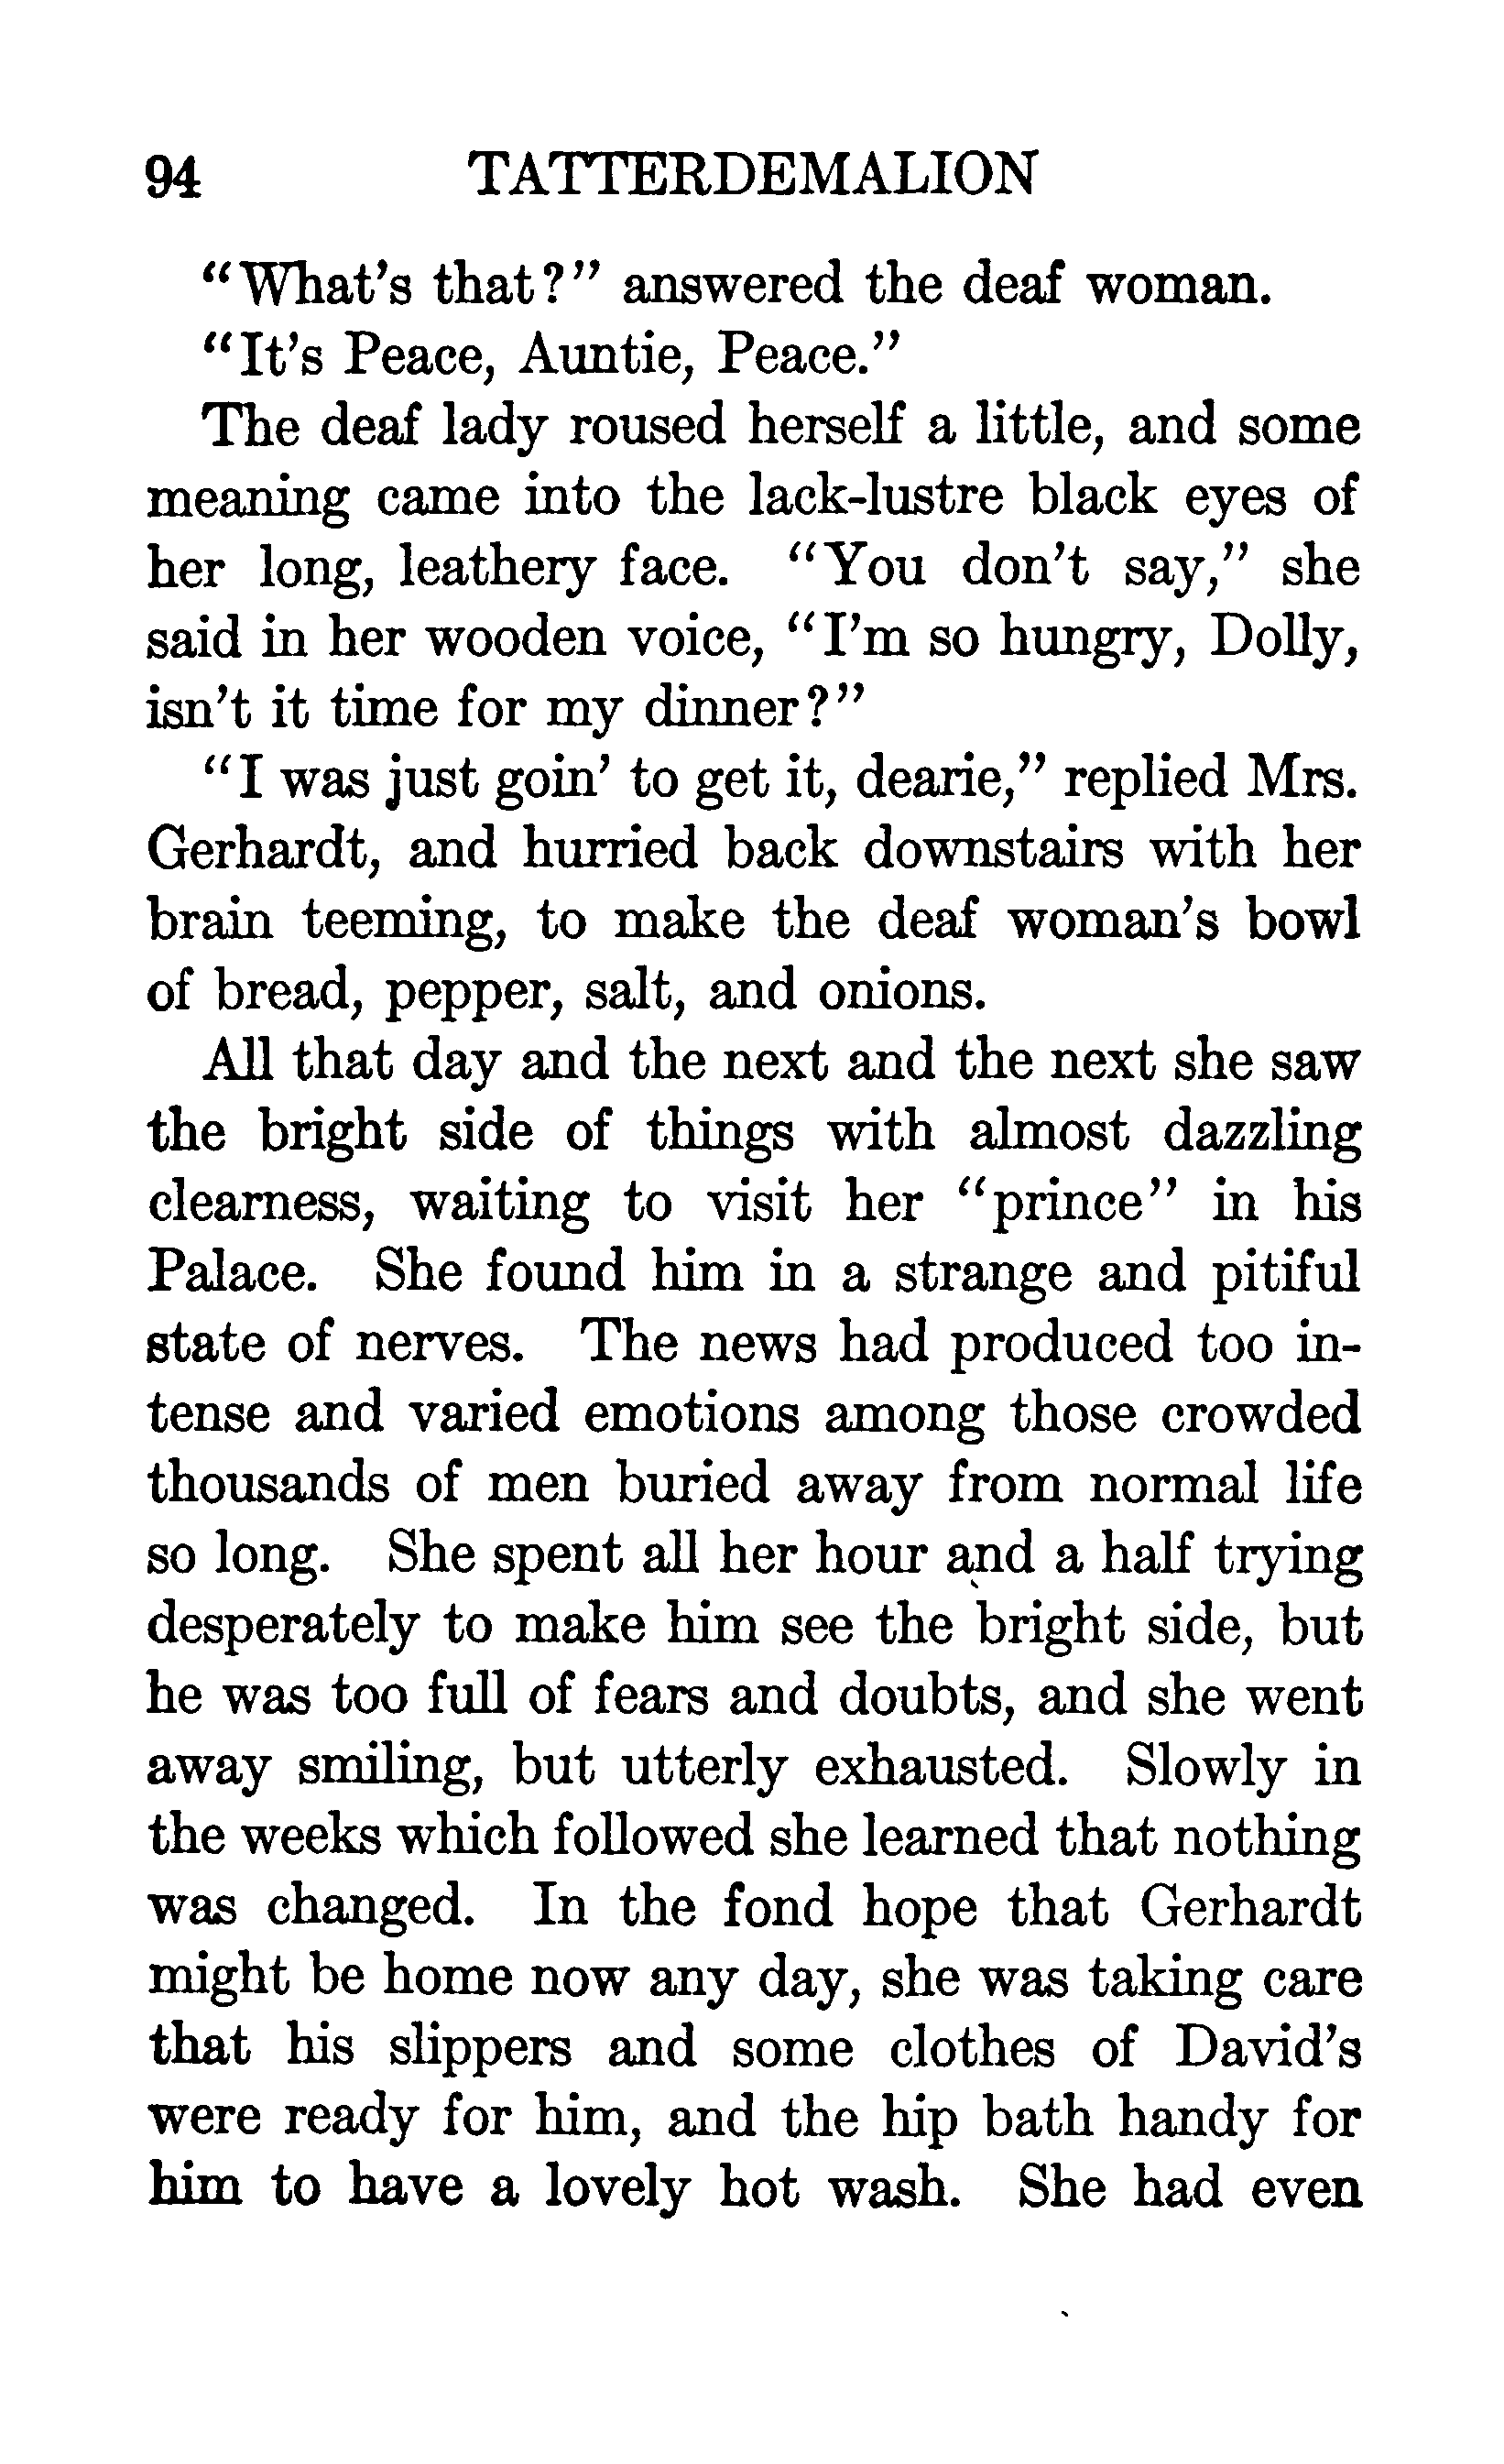 94 TATTERDEMALION
"What's that?" answered the deaf woman.
"It's Peace, Auntie, Peace."
The deaf lady roused herself a little, and some
meaning came into the lack-lustre black eyes of
her long, leathery face. "You don't say," she
said in her wooden voice, "I'm so hungry, Dolly,
isn't it time for my dinner?"
"I was just goin' to get it, dearie," replied Mrs.
Gerhardt, and hurried back downstairs with her
brain teeming, to make the deaf woman's bowl
of bread, pepper, salt, and onions.
All that day and the next and the next she saw
the bright side of things with almost dazzling
clearness, waiting to visit her "prince" in his
Palace. She found him in a strange and pitiful
state of nerves. The news had produced too in-
tense and varied emotions among those crowded
thousands of men buried away from normal life
so long. She spent all her hour and a half trying
desperately to make him see the bright side, but
he was too full of fears and doubts, and she went
away smiling, but utterly exhausted. Slowly in
the weeks which followed she learned that nothing
was changed. In the fond hope that Gerhardt
might be home now any day, she was taking care
that his slippers and some clothes of David's
were ready for him, and the hip bath handy for
him to have a lovely hot wash. She had even